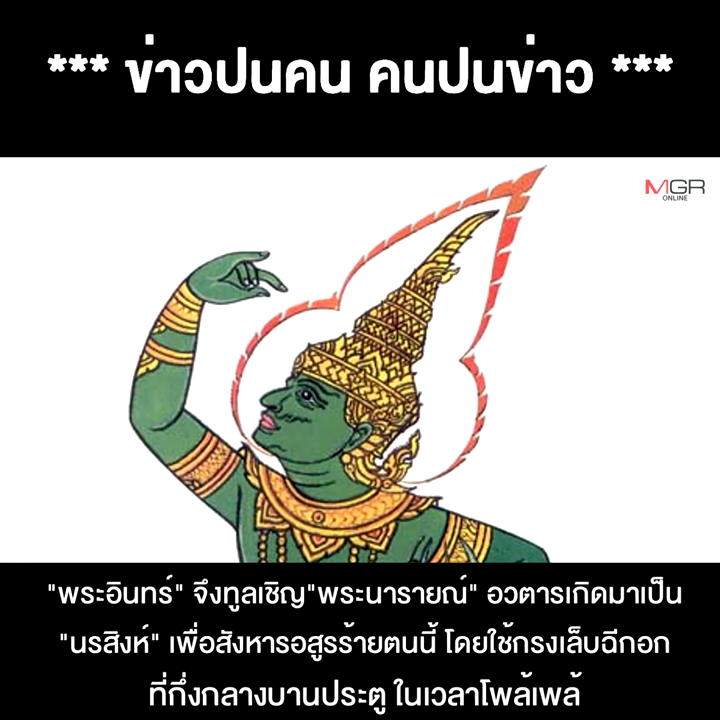 *** ข่าวปนคน คนปนข่าว ***
MGR
ONLINE
"พระอินทร์" จึงทูลเชิญ"พระนารายณ์" อวตารเกิดมาเป็น
"นรสิงห์" เพื่อสังหารอสูรร้ายตนนี้ โดยใช้กรงเล็บฉีกอก
ที่กึ่งกลางบานประตู ในเวลาโพล้เพล้